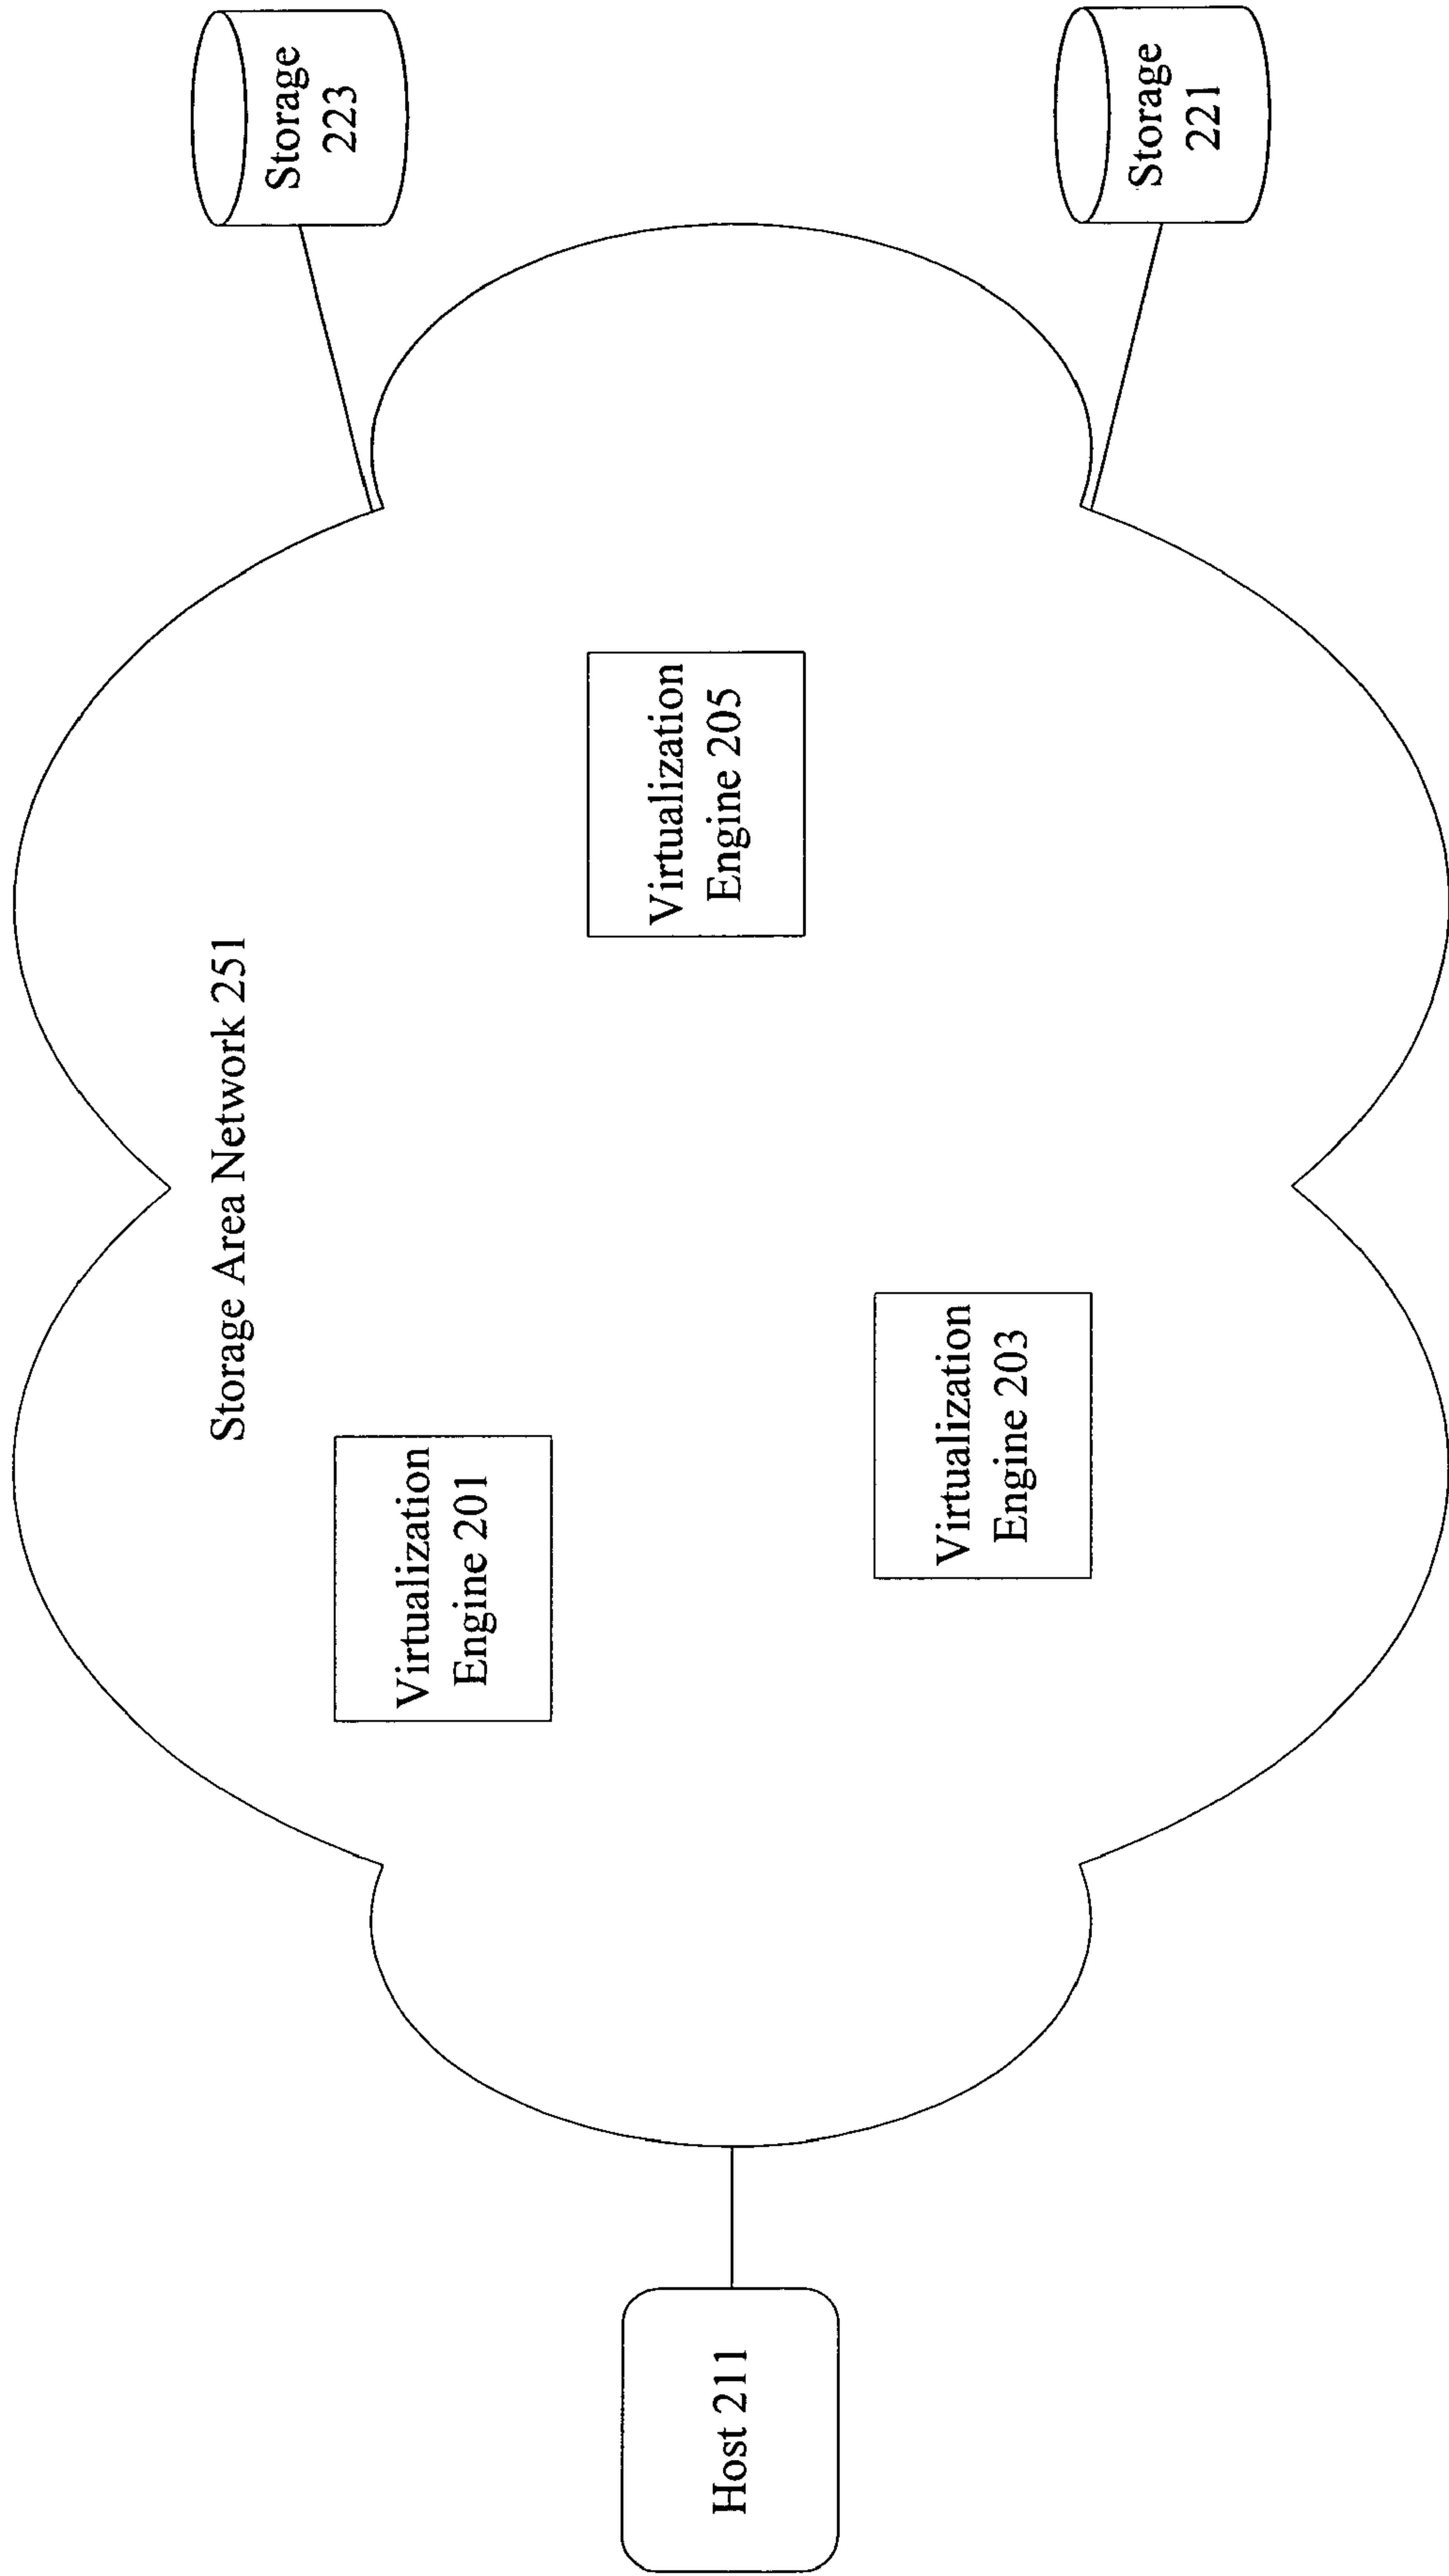 Storage Area Network 251
Storage
223
Virtualization
Engine 201
Virtualization
Engine 205
Host 211
Virtualization
Engine 203
Storage
221